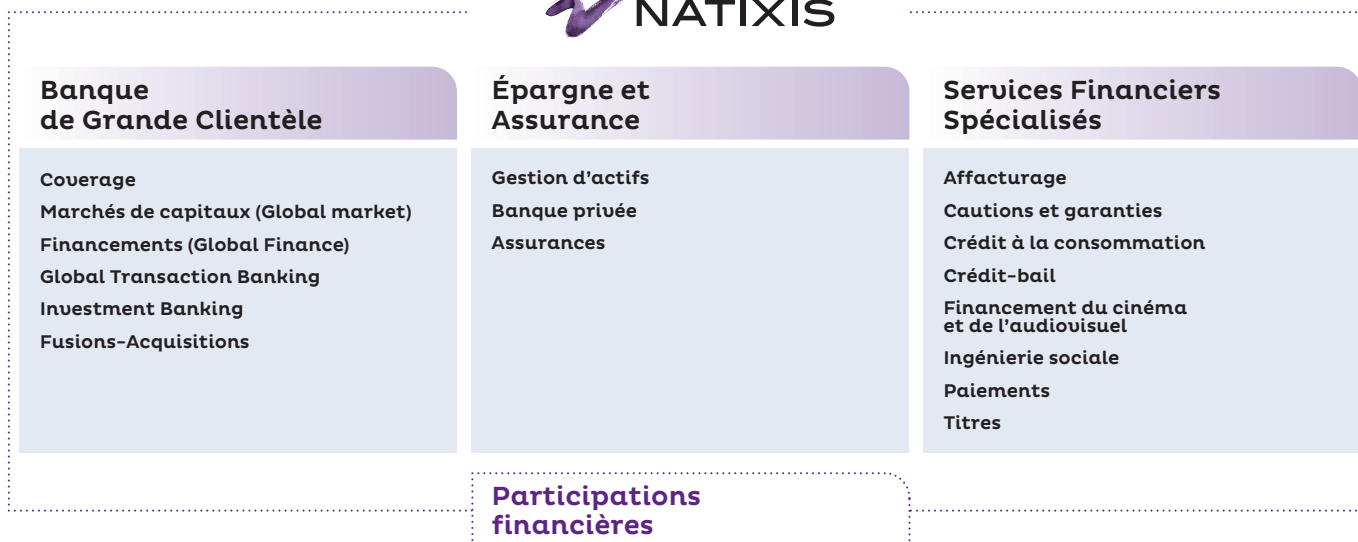 NATIXIS
Banque
de Grande Clientèle
Coverage
Marchés de capitaux (Global market)
Financements (Global Finance)
Global Transaction Banking
Investment Banking
Fusions-Acquisitions
Épargne et
Assurance
Gestion d'actifs
Banque privée
Assurances
Services Financiers
Spécialisés
Affacturage
Cautions et garanties
Crédit à la consommation
Crédit-bail
Financement du cinéma
et de l'audiovisuel
Ingénierie sociale
Paiements
Titres
Participations
financières